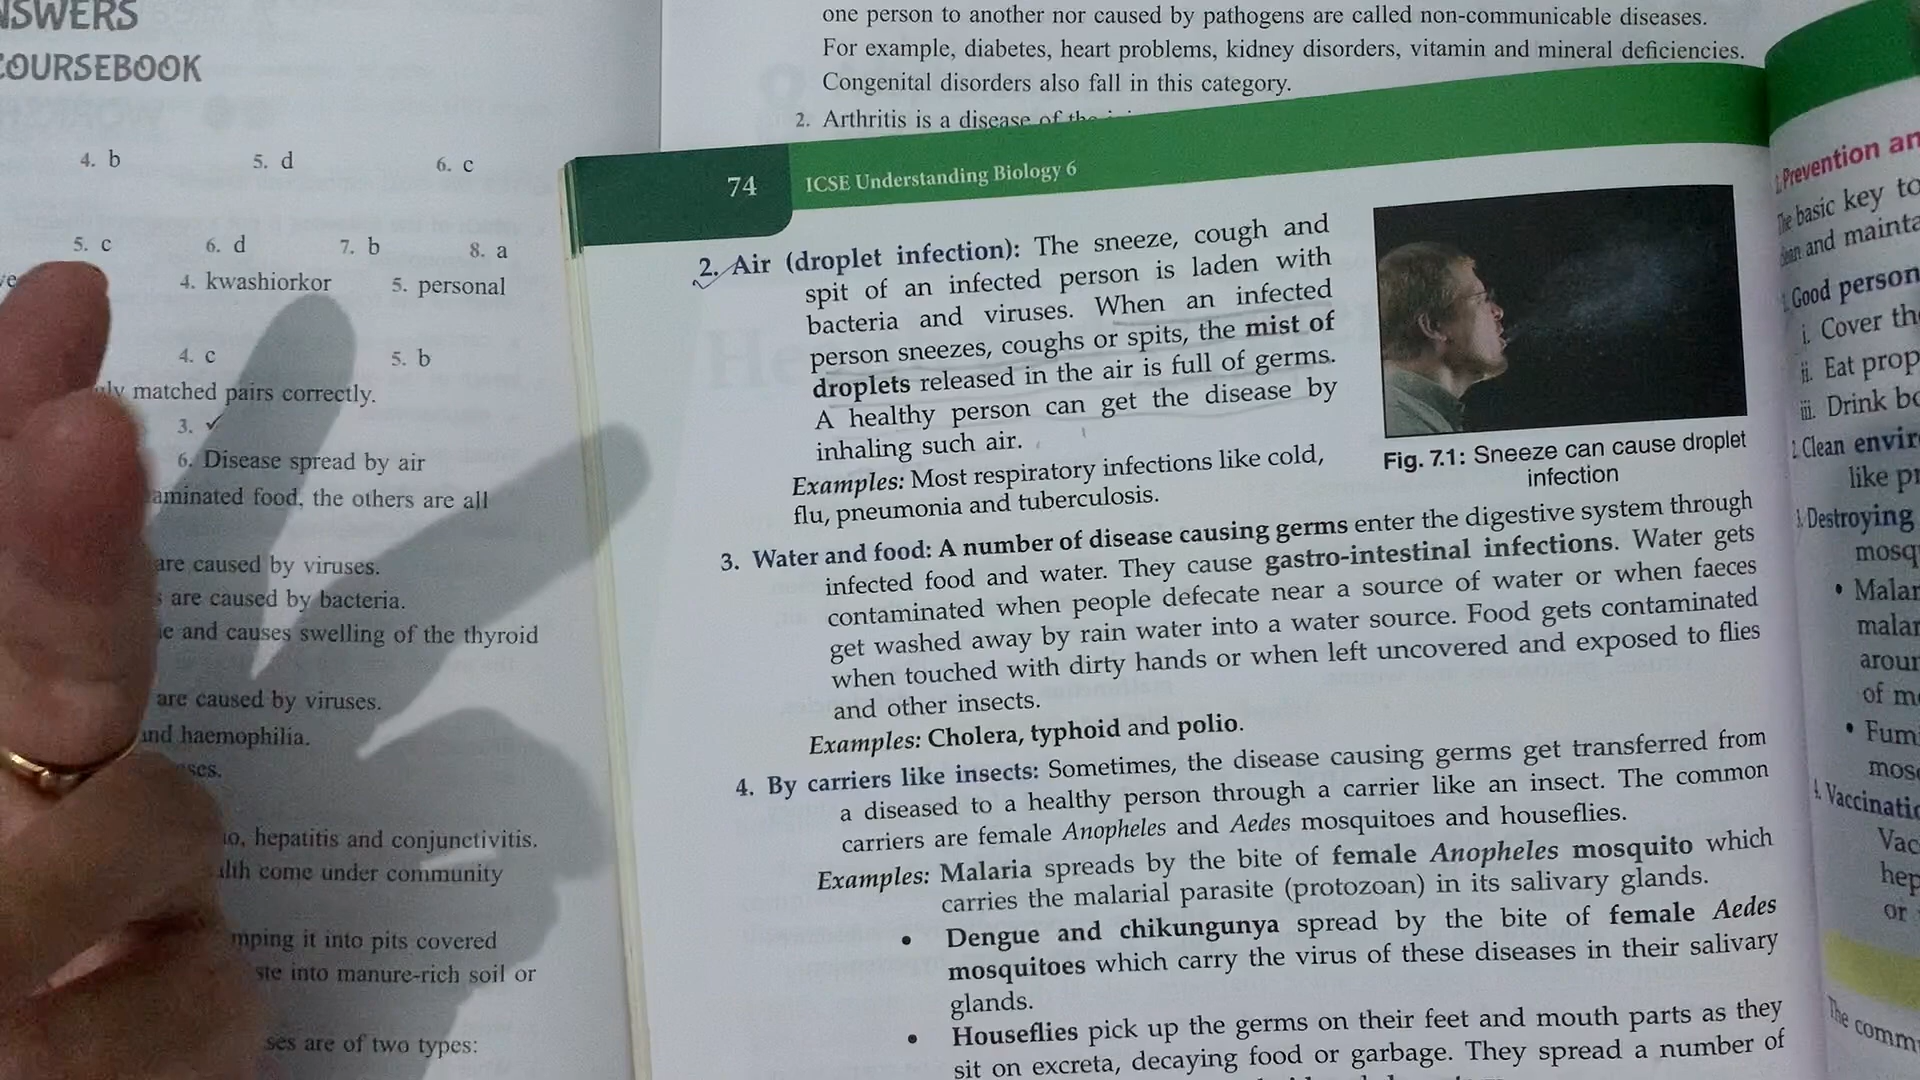 COURSEBOOK
4. b 5. d 6. c
5. c 6. d 7. b 8. a
4. kwashiorkor 5. personal
4. c 5. b
matched pairs correctly.
3. ✓
6. Disease spread by air
food, the others are all
are caused by viruses.
are caused by bacteria.
and causes swelling of the thyroid
are caused by viruses.
haemophilia.
hepatitis and conjunctivitis.
come under community
it into pits covered
into manure-rich soil or
are of two types:
one person to another nor caused by pathogens are called non-communicable diseases.
For example, diabetes, heart problems, kidney disorders, vitamin and mineral deficiencies.
Congenital disorders also fall in this category.
2. Arthritis is a disease of the
74 ICSE Understanding Biology 6
2. Air (droplet infection): The sneeze, cough and
spit of an infected person is laden with
bacteria and viruses. When an infected
person sneezes, coughs or spits, the mist of
droplets released in the air is full of germs.
A healthy person can get the disease by
inhaling such air.
Examples: Most respiratory infections like cold,
flu, pneumonia and tuberculosis.
Fig. 7.1: Sneeze can cause droplet
infection
3. Water and food: A number of disease causing germs enter the digestive system through
infected food and water. They cause gastro-intestinal infections. Water gets
contaminated when people defecate near a source of water or when faeces
get washed away by rain water into a water source. Food gets contaminated
when touched with dirty hands or when left uncovered and exposed to flies
and other insects.
Examples: Cholera, typhoid and polio.
4. By carriers like insects: Sometimes, the disease causing germs get transferred from
a diseased to a healthy person through a carrier like an insect. The common
carriers are female Anopheles and Aedes mosquitoes and houseflies.
Examples: Malaria spreads by the bite of female Anopheles mosquito which
carries the malarial parasite (protozoan) in its salivary glands.
• Dengue and chikungunya spread by the bite of female Aedes
mosquitoes which carry the virus of these diseases in their salivary
glands.
• Houseflies pick up the germs on their feet and mouth parts as they
sit on excreta, decaying food or garbage. They spread a number of
Prevention
The basic key to
and
Good person
i. Cover
ii. Eat
iii. Drink
Clean
like
Destroying
•
of
•
or
The